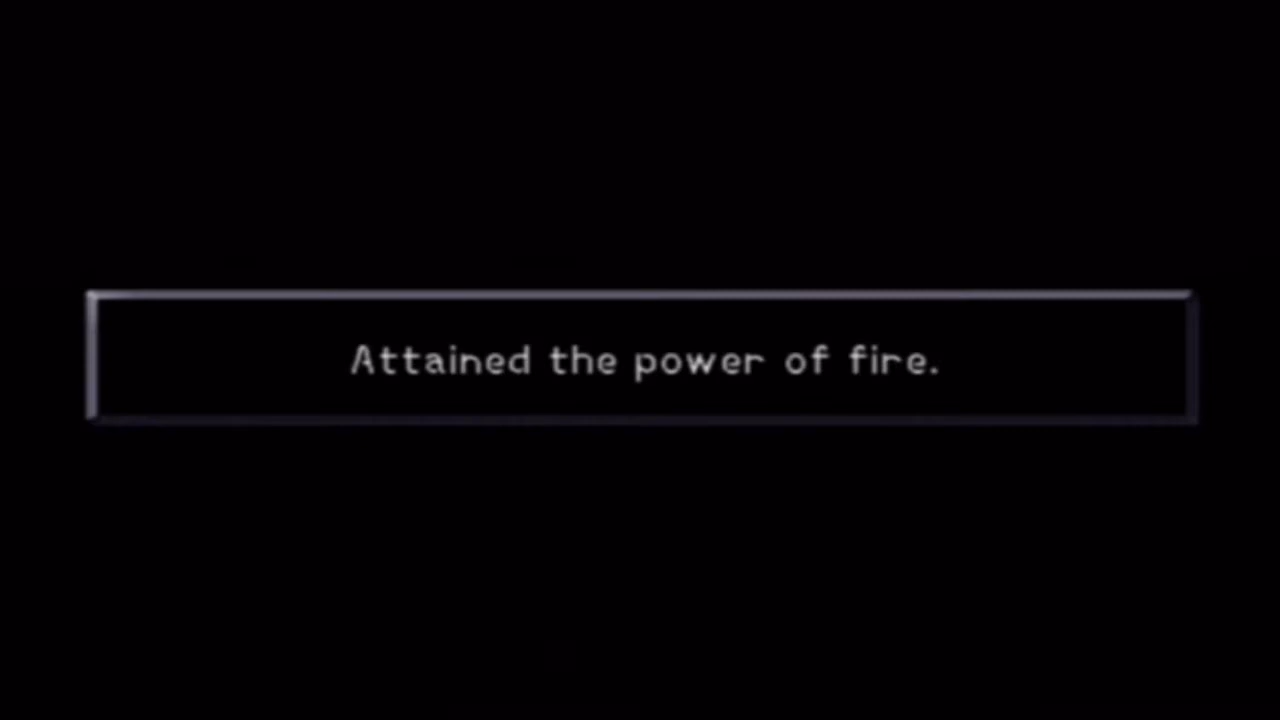 Attained the power of fire.